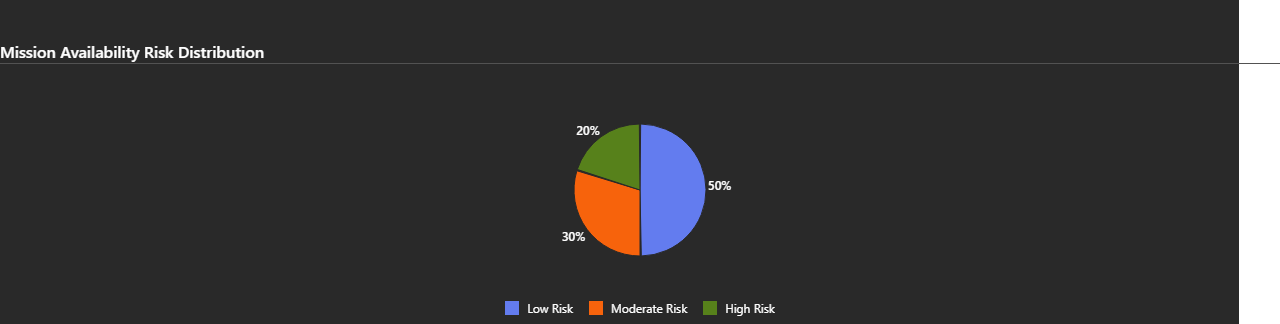 Mission Availability Risk Distribution
20%
50%
30%
Low Risk Moderate Risk High Risk